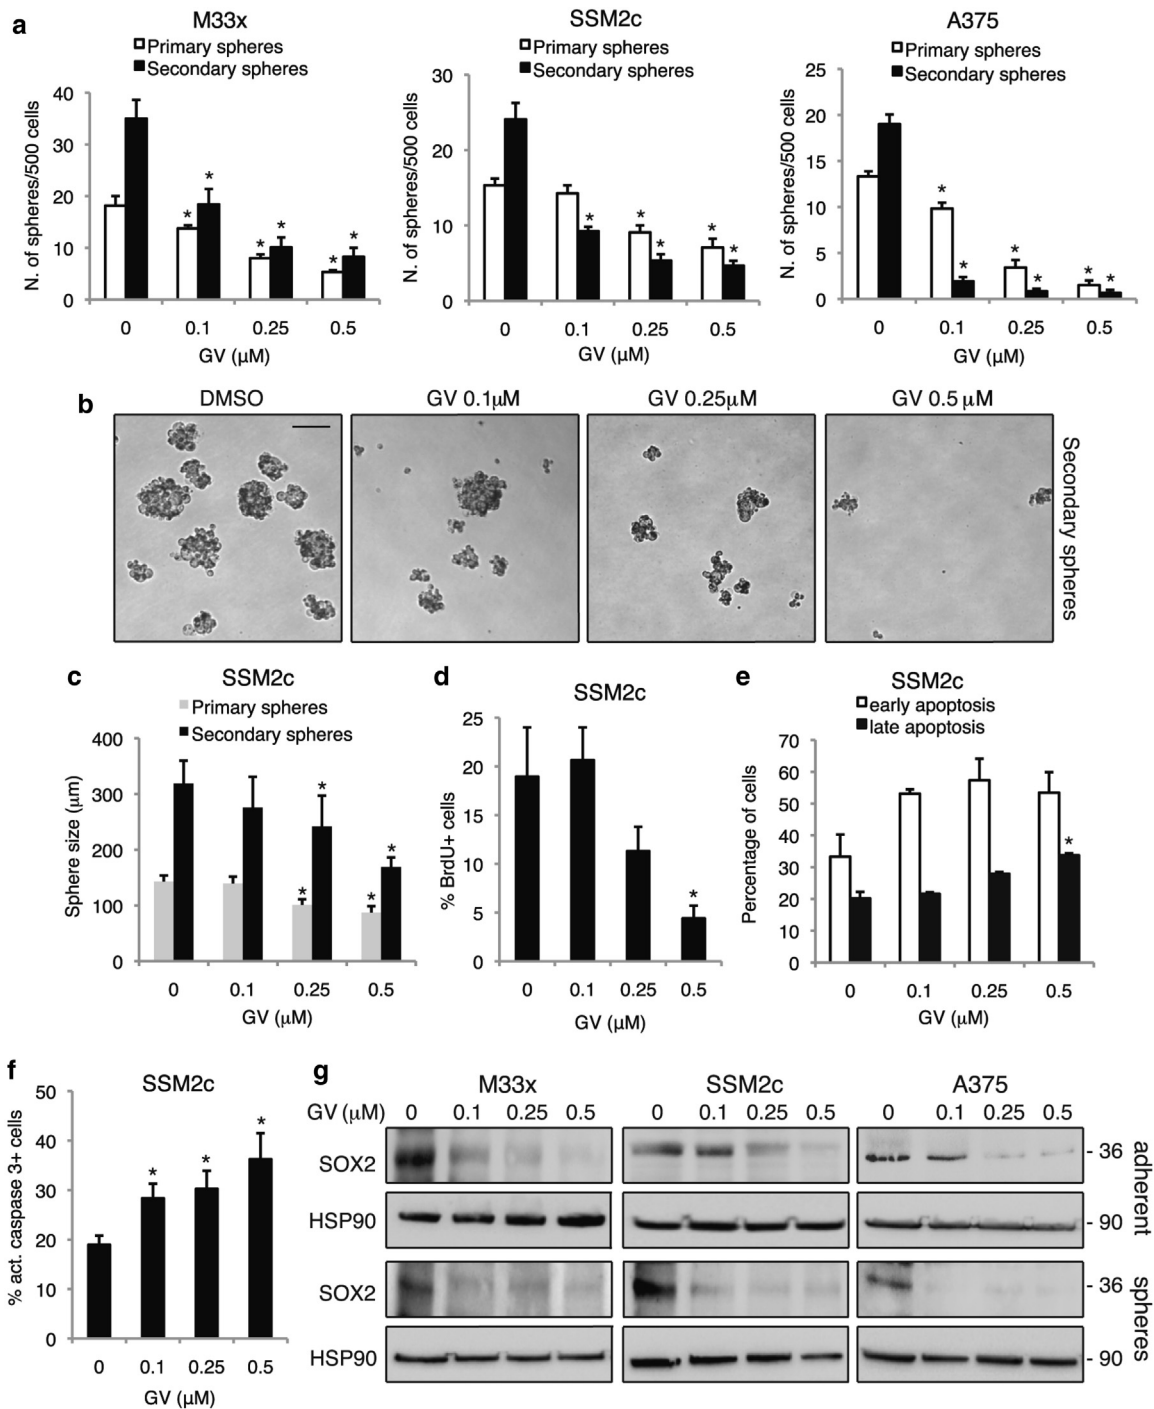 a
M33x
Primary spheres
Secondary spheres
N. of spheres/500 cells
40
30
20
10
0
* * * * * *
0 0.1 0.25 0.5
GV (µM)
SSM2c
Primary spheres
Secondary spheres
N. of spheres/500 cells
30
20
10
0
* * * * *
0 0.1 0.25 0.5
GV (µM)
A375
Primary spheres
Secondary spheres
N. of spheres/500 cells
25
20
15
10
5
0
* * * * * *
0 0.1 0.25 0.5
GV (µM)
b
DMSO GV 0.1µM GV 0.25µM GV 0.5 µM
Secondary spheres
c
SSM2c
Primary spheres
Secondary spheres
Sphere size (µm)
400
300
200
100
0
* * * *
0 0.1 0.25 0.5
GV (µM)
d
SSM2c
% BrdU+ cells
25
20
15
10
5
0
*
0 0.1 0.25 0.5
GV (µM)
e
SSM2c
early apoptosis
late apoptosis
Percentage of cells
70
60
50
40
30
20
10
0
*
0 0.1 0.25 0.5
GV (µM)
f
SSM2c
% act. caspase 3+ cells
50
40
30
20
10
0
* * *
0 0.1 0.25 0.5
GV (µM)
g
M33x SSM2c A375
GV (µM) 0 0.1 0.25 0.5 0 0.1 0.25 0.5 0 0.1 0.25 0.5
SOX2 - 36
HSP90 - 90
adherent
SOX2 - 36
HSP90 - 90
spheres